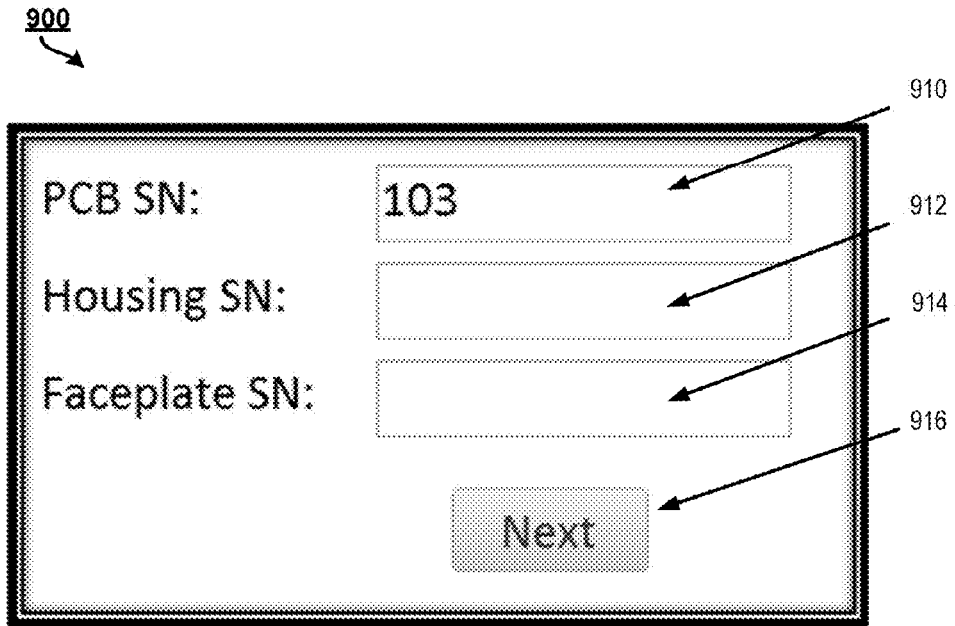 900
910
PCB SN: 103
912
Housing SN:
914
Faceplate SN:
916
Next